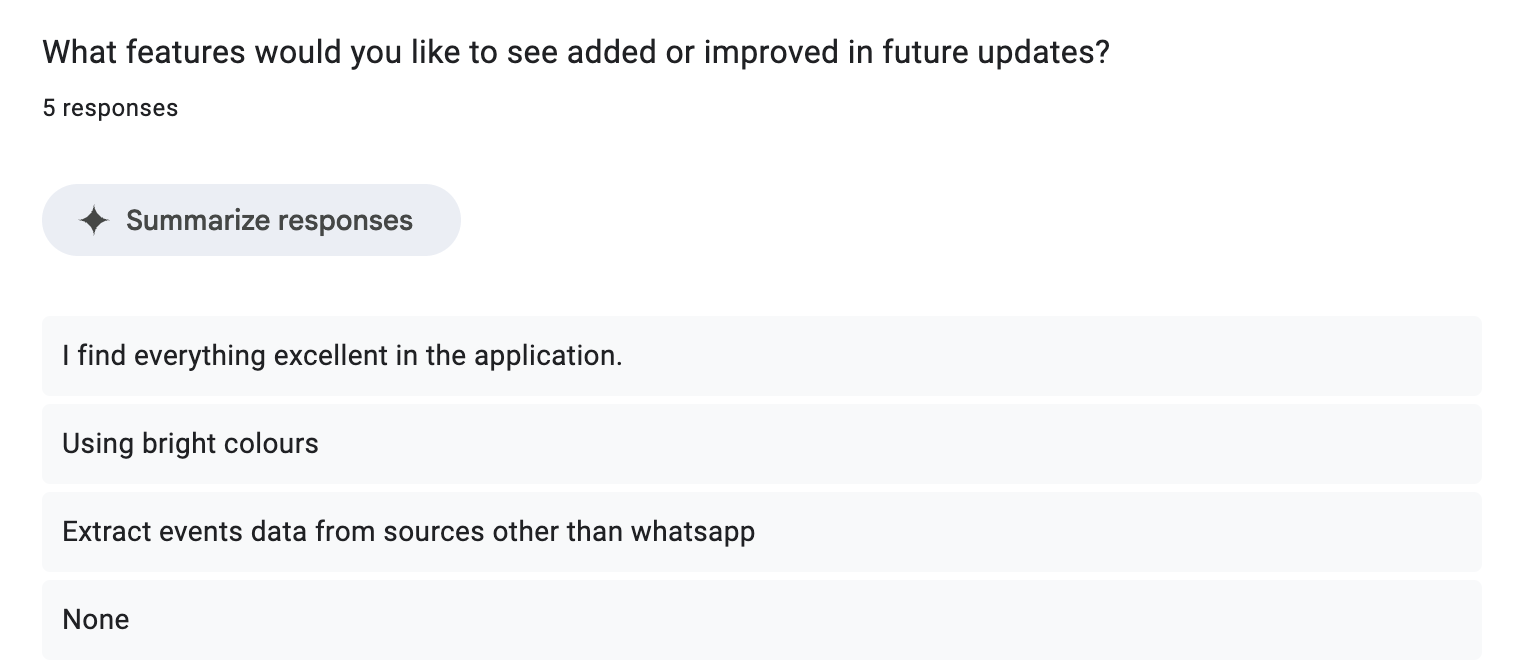 What features would you like to see added or improved in future updates?
5 responses
Summarize responses
I find everything excellent in the application.
Using bright colours
Extract events data from sources other than whatsapp
None